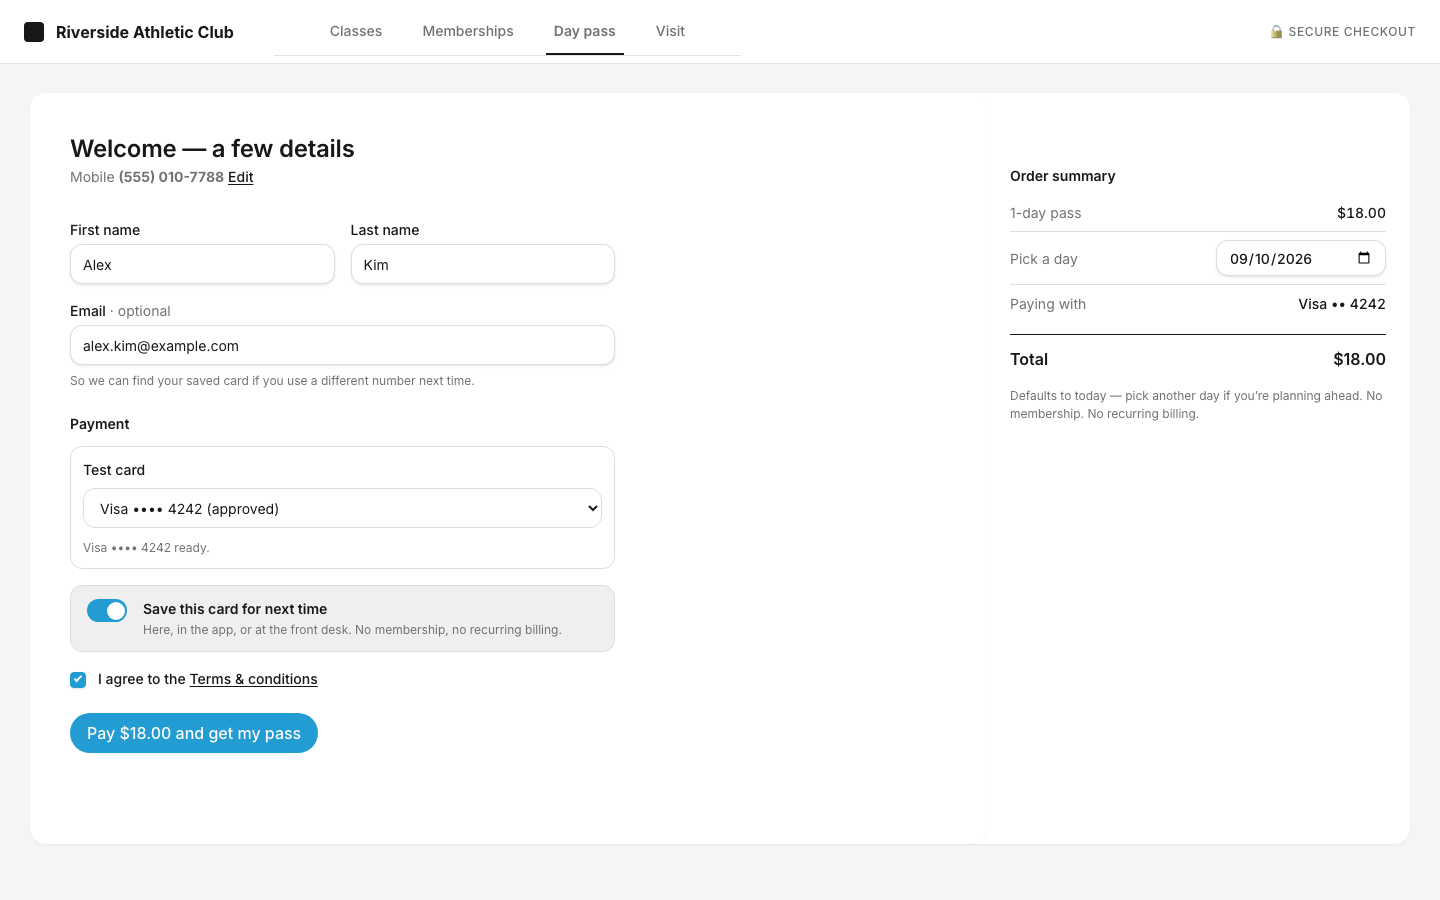 Riverside Athletic Club
Classes
Memberships
Day pass
Visit
🔒 SECURE CHECKOUT
Welcome — a few details
Mobile (555) 010-7788 Edit
First name
Last name
Alex
Kim
Email · optional
alex.kim@example.com
So we can find your saved card if you use a different number next time.
Payment
Test card
Visa •••• 4242 (approved)
Visa •••• 4242 ready.
Save this card for next time
Here, in the app, or at the front desk. No membership, no recurring billing.
I agree to the Terms & conditions
Pay $18.00 and get my pass
Order summary
1-day pass
$18.00
Pick a day
09/10/2026
Paying with
Visa •• 4242
Total
$18.00
Defaults to today — pick another day if you’re planning ahead. No
membership. No recurring billing.